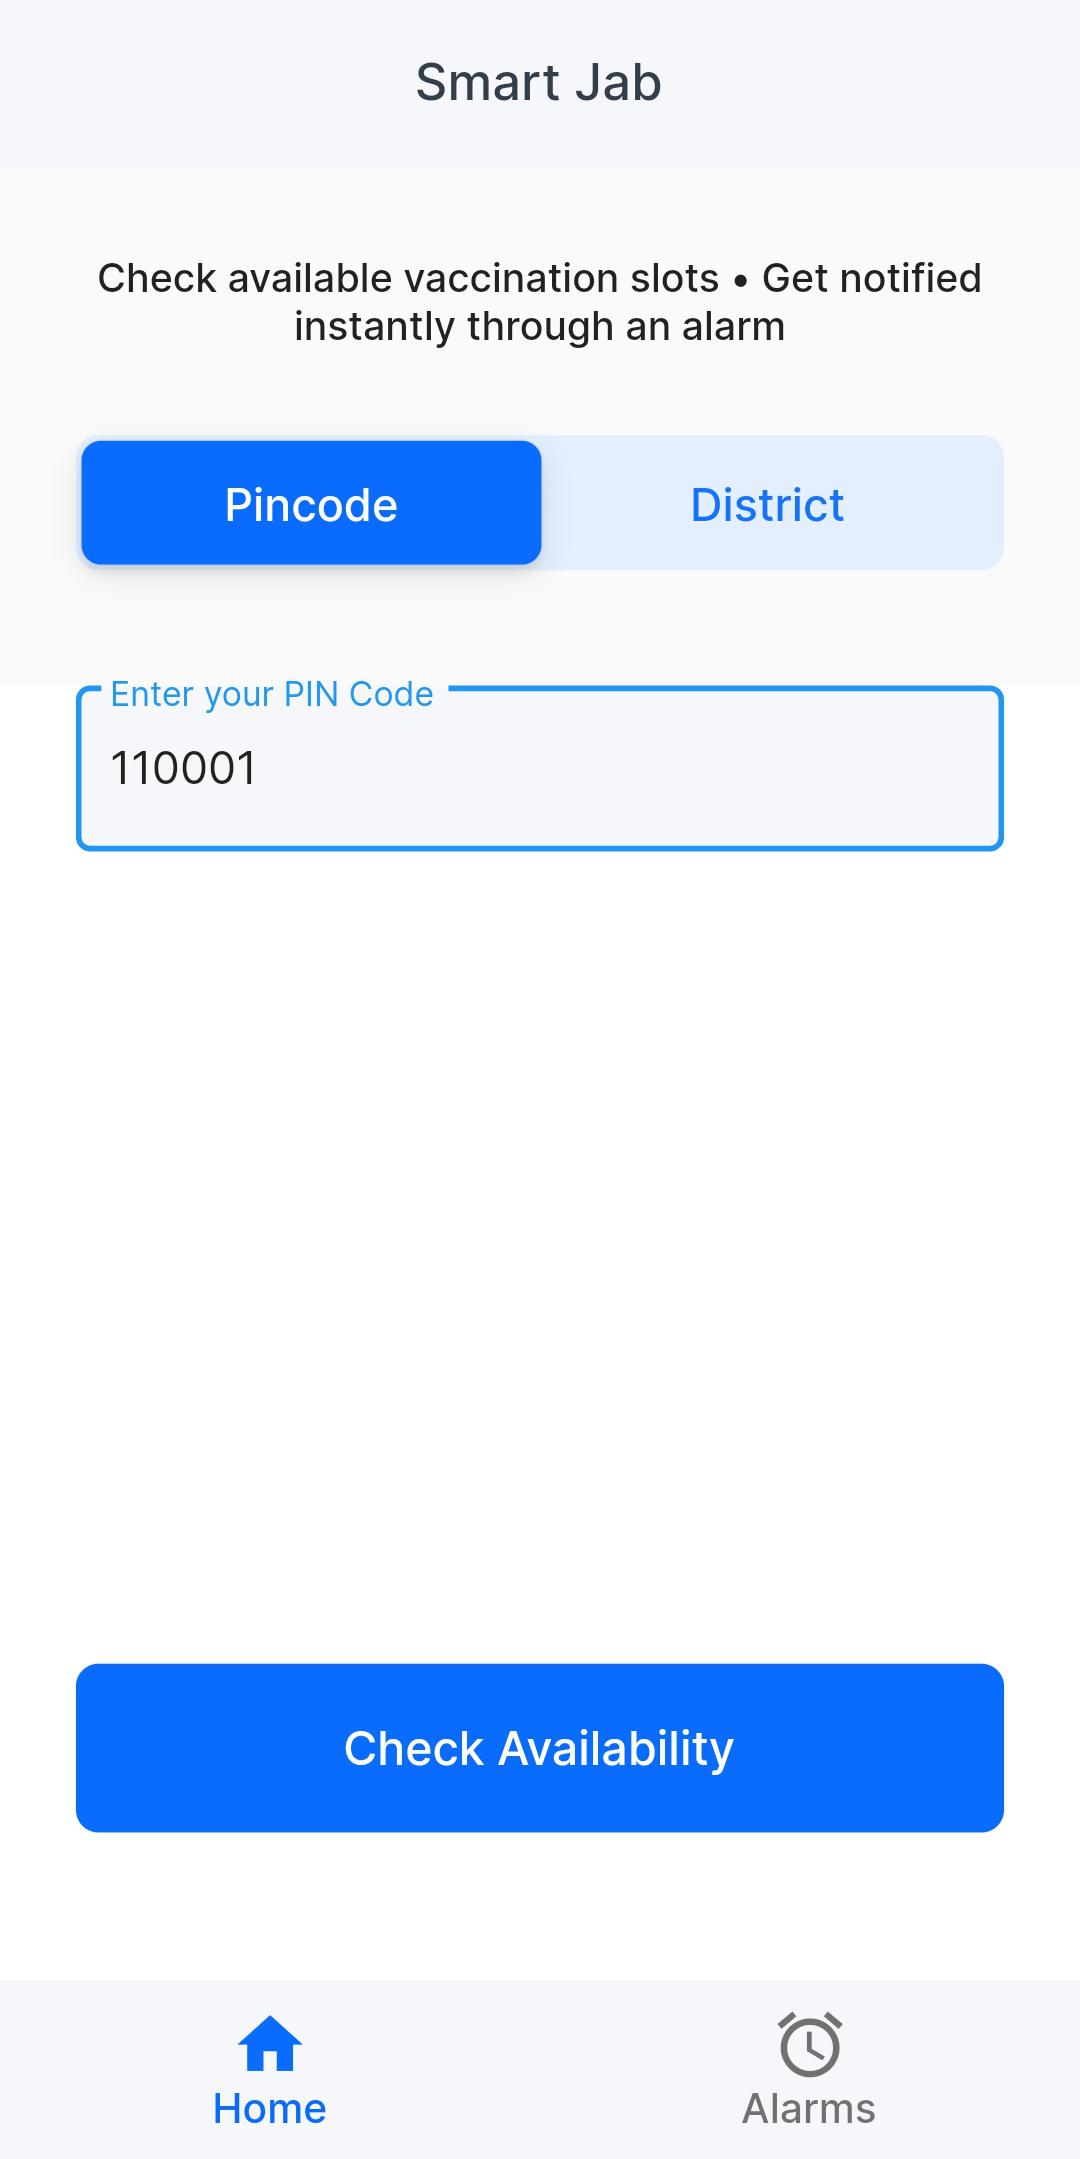 Smart Jab
Check available vaccination slots • Get notified
instantly through an alarm
Pincode
District
Enter your PIN Code
110001
Check Availability
Home
Alarms